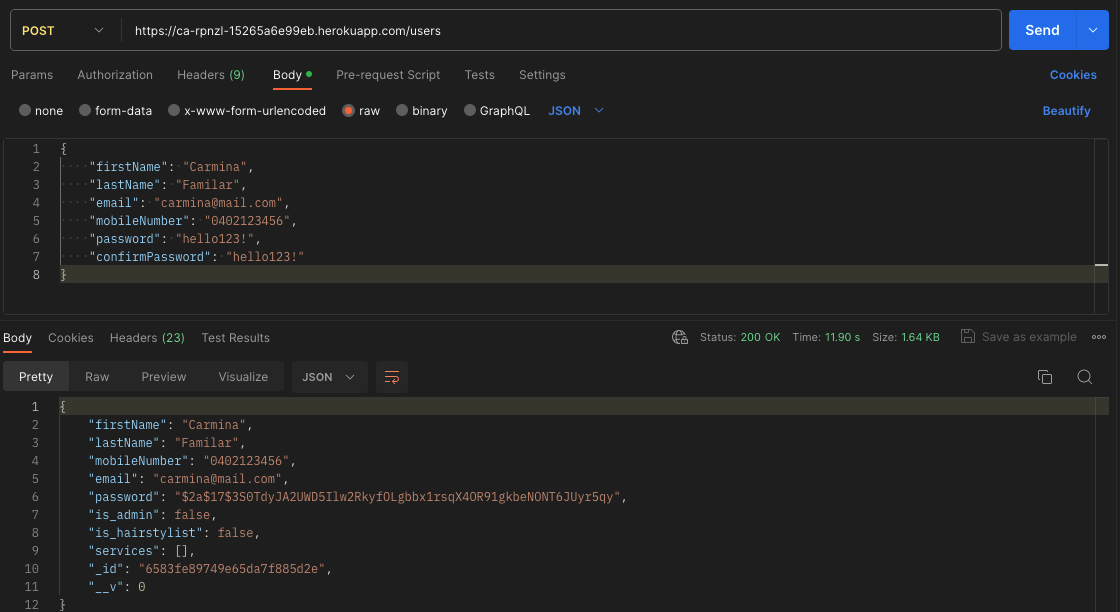 POST https://ca-rpnzl-15265a6e99eb.herokuapp.com/users Send
Params Authorization Headers (9) Body Pre-request Script Tests Settings Cookies
none form-data x-www-form-urlencoded raw binary GraphQL JSON Beautify
1 {
2 "firstName": "Carmina",
3 "lastName": "Familar",
4 "email": "carmina@mail.com",
5 "mobileNumber": "0402123456",
6 "password": "hello123!",
7 "confirmPassword": "hello123!"
8 }
Body Cookies Headers (23) Test Results Status: 200 OK Time: 11.90 s Size: 1.64 KB Save as example
Pretty Raw Preview Visualize JSON
1 {
2 "firstName": "Carmina",
3 "lastName": "Familar",
4 "mobileNumber": "0402123456",
5 "email": "carmina@mail.com",
6 "password": "$2a$17$3S0TdyJA2UWD5Ilw2RkyfOLgbbx1rsqX4OR91gkbeNONT6JUyr5qy",
7 "is_admin": false,
8 "is_hairstylist": false,
9 "services": [],
10 "_id": "6583fe89749e65da7f885d2e",
11 "__v": 0
12 }